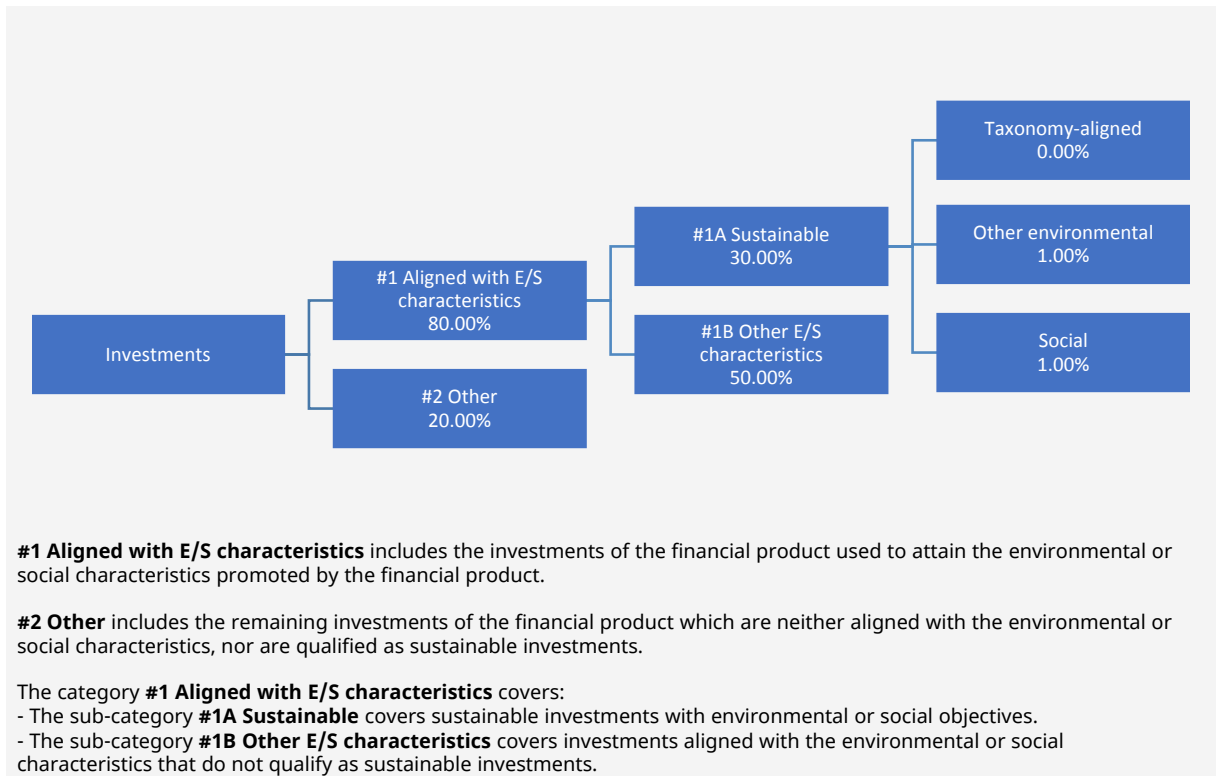 Taxonomy-aligned
0.00%
#1A Sustainable
30.00%
Other environmental
1.00%
#1 Aligned with E/S
characteristics
80.00%
Investments
#1B Other E/S
characteristics
50.00%
Social
1.00%
#2 Other
20.00%
#1 Aligned with E/S characteristics includes the investments of the financial product used to attain the environmental or
social characteristics promoted by the financial product.
#2 Other includes the remaining investments of the financial product which are neither aligned with the environmental or
social characteristics, nor are qualified as sustainable investments.
The category #1 Aligned with E/S characteristics covers:
- The sub-category #1A Sustainable covers sustainable investments with environmental or social objectives.
- The sub-category #1B Other E/S characteristics covers investments aligned with the environmental or social
characteristics that do not qualify as sustainable investments.